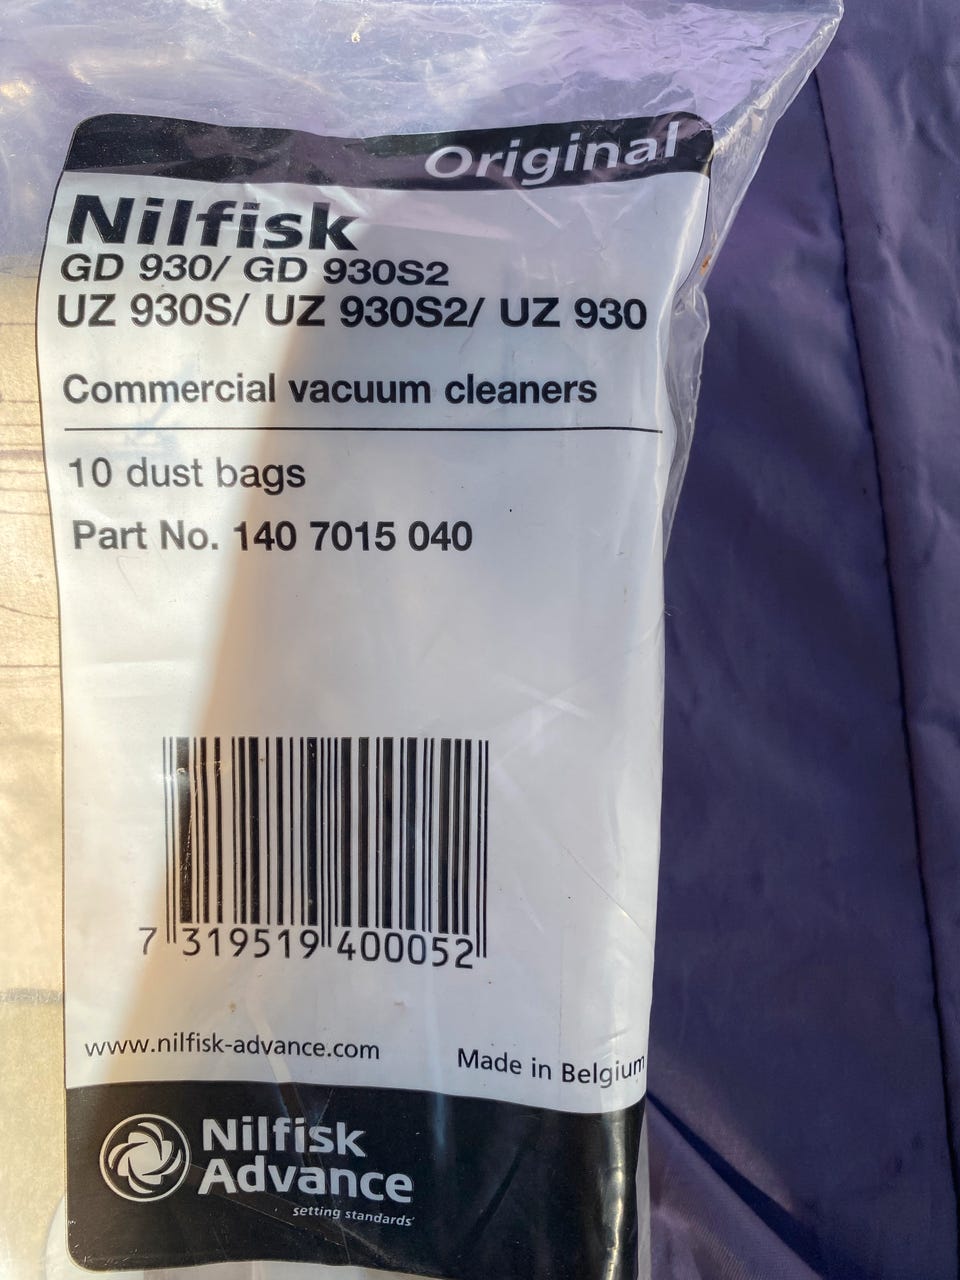 Original
Nilfisk
GD 930/ GD 930S2
UZ 930S/ UZ 930S2/ UZ 930
Commercial vacuum cleaners
10 dust bags
Part No. 140 7015 040
7 319519 400052
www.nilfisk-advance.com
Made in Belgium
Nilfisk
Advance
setting standards